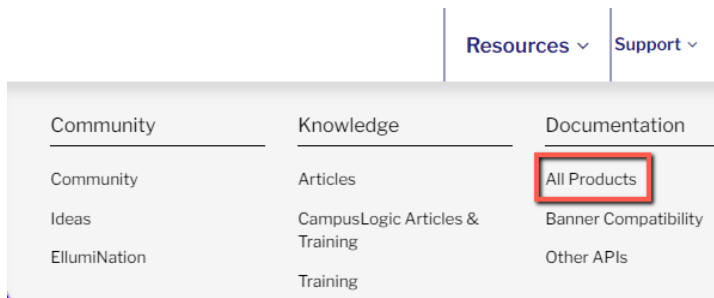 Resources
Support
Community
Community
Ideas
EllumiNation
Knowledge
Articles
CampusLogic Articles &
Training
Training
Documentation
All Products
Banner Compatibility
Other APIs